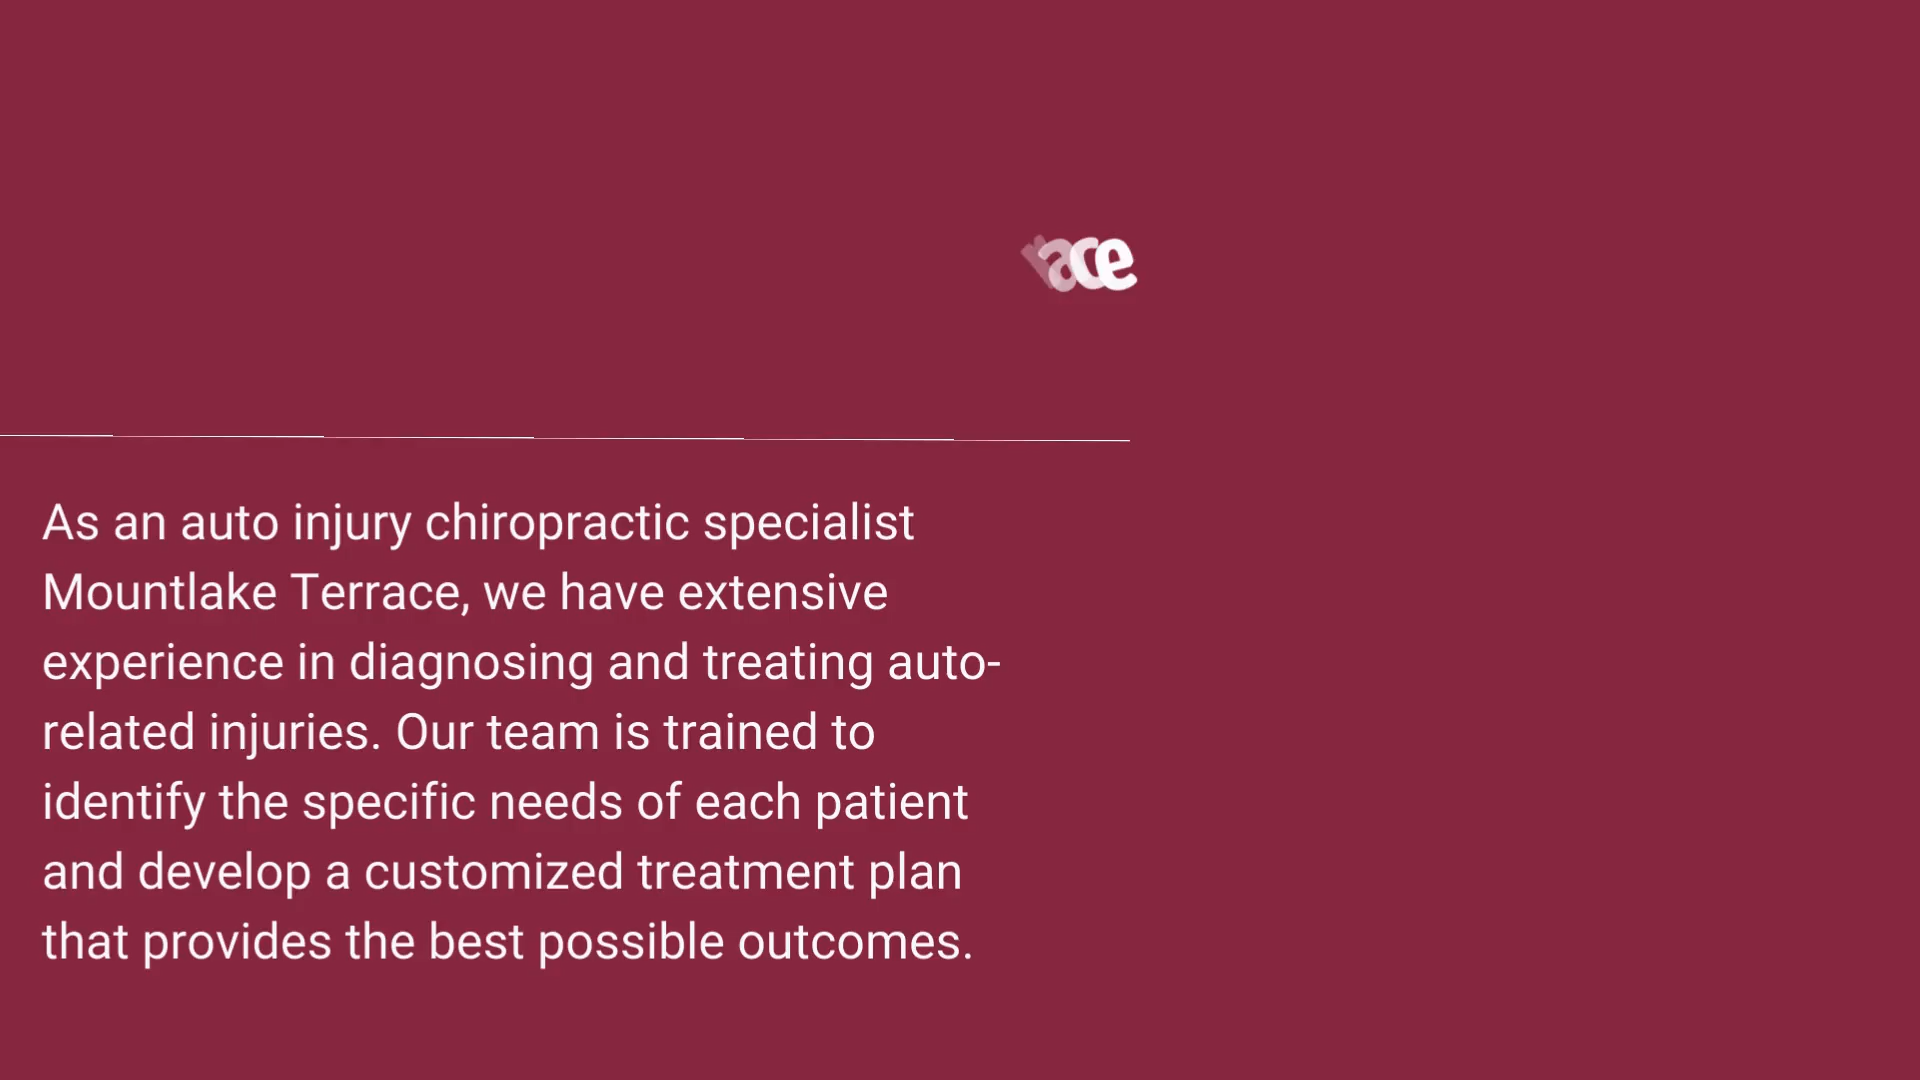 race
As an auto injury chiropractic specialist
Mountlake Terrace, we have extensive
experience in diagnosing and treating auto-
related injuries. Our team is trained to
identify the specific needs of each patient
and develop a customized treatment plan
that provides the best possible outcomes.